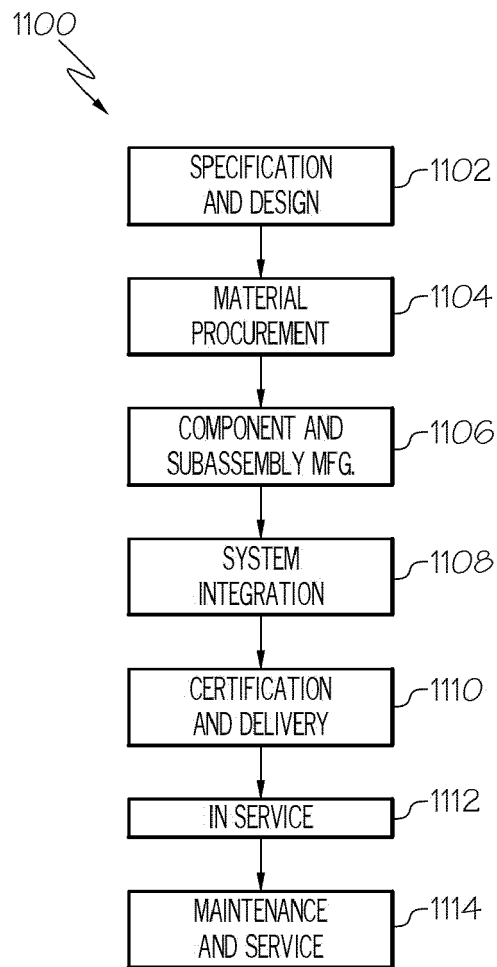 1100
SPECIFICATION
AND DESIGN
1102
MATERIAL
PROCUREMENT
1104
COMPONENT AND
SUBASSEMBLY MFG.
1106
SYSTEM
INTEGRATION
1108
CERTIFICATION
AND DELIVERY
1110
IN SERVICE
1112
MAINTENANCE
AND SERVICE
1114